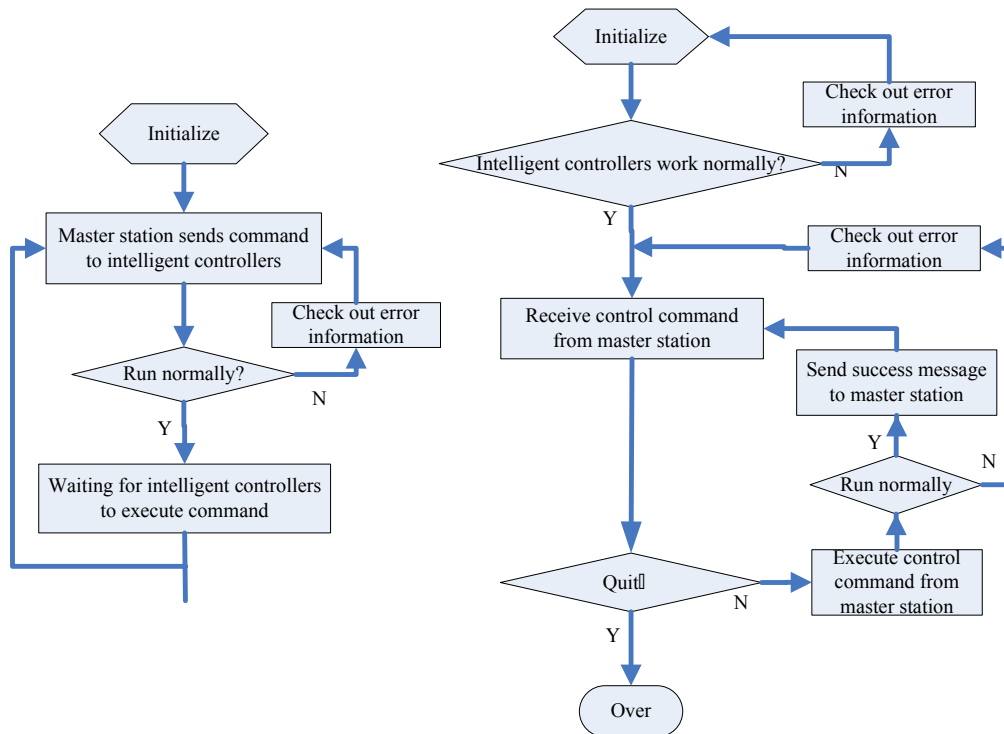 Initialize
Master station sends command
to intelligent controllers
Check out error
information
Run normally?
N
Y
Waiting for intelligent controllers
to execute command
Initialize
Check out error
information
Intelligent controllers work normally?
N
Y
Check out error
information
Receive control command
from master station
Send success message
to master station
Y
N
Run normally
Execute control
command from
master station
Quit▯
N
Y
Over